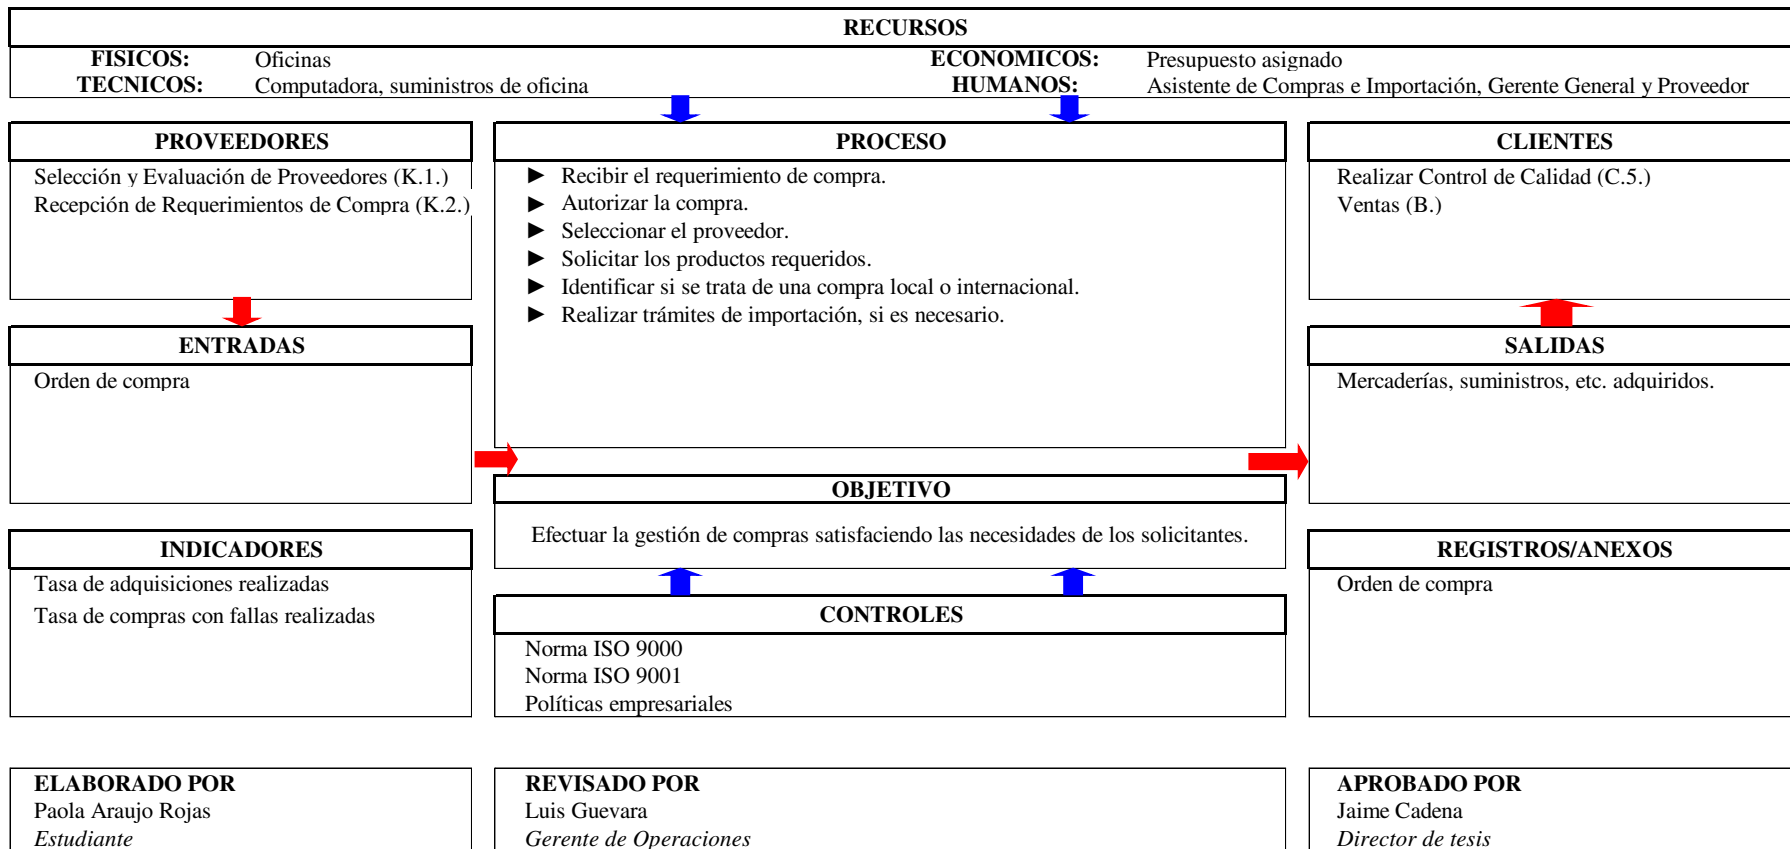 RECURSOS
FISICOS: Oficinas ECONOMICOS: Presupuesto asignado
TECNICOS: Computadora, suministros de oficina HUMANOS: Asistente de Compras e Importación, Gerente General y Proveedor
PROVEEDORES
Selección y Evaluación de Proveedores (K.1.)
Recepción de Requerimientos de Compra (K.2.)
ENTRADAS
Orden de compra
INDICADORES
Tasa de adquisiciones realizadas
Tasa de compras con fallas realizadas
PROCESO
► Recibir el requerimiento de compra.
► Autorizar la compra.
► Seleccionar el proveedor.
► Solicitar los productos requeridos.
► Identificar si se trata de una compra local o internacional.
► Realizar trámites de importación, si es necesario.
OBJETIVO
Efectuar la gestión de compras satisfaciendo las necesidades de los solicitantes.
CONTROLES
Norma ISO 9000
Norma ISO 9001
Políticas empresariales
CLIENTES
Realizar Control de Calidad (C.5.)
Ventas (B.)
SALIDAS
Mercaderías, suministros, etc. adquiridos.
REGISTROS/ANEXOS
Orden de compra
ELABORADO POR
Paola Araujo Rojas
Estudiante
REVISADO POR
Luis Guevara
Gerente de Operaciones
APROBADO POR
Jaime Cadena
Director de tesis